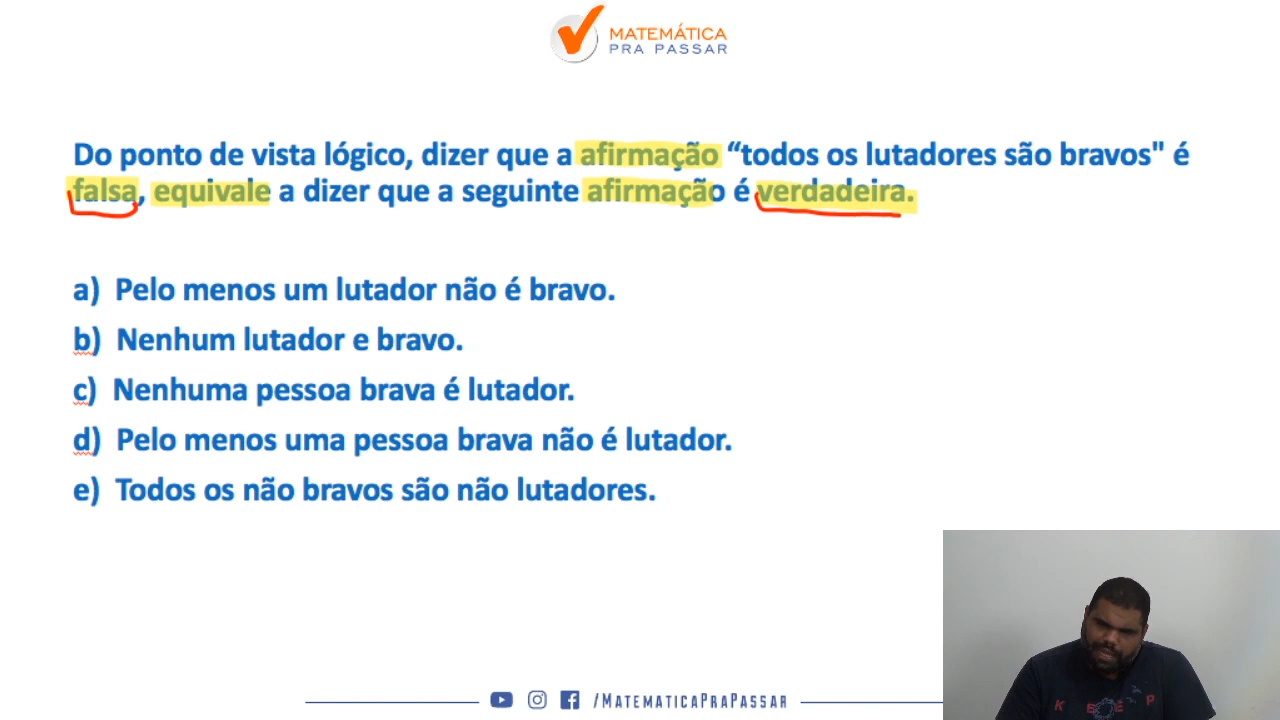 MATEMÁTICA
PRA PASSAR
Do ponto de vista lógico, dizer que a afirmação “todos os lutadores são bravos" é
falsa, equivale a dizer que a seguinte afirmação é verdadeira.
a) Pelo menos um lutador não é bravo.
b) Nenhum lutador e bravo.
c) Nenhuma pessoa brava é lutador.
d) Pelo menos uma pessoa brava não é lutador.
e) Todos os não bravos são não lutadores.
/MATEMATICAPRAPASSAR